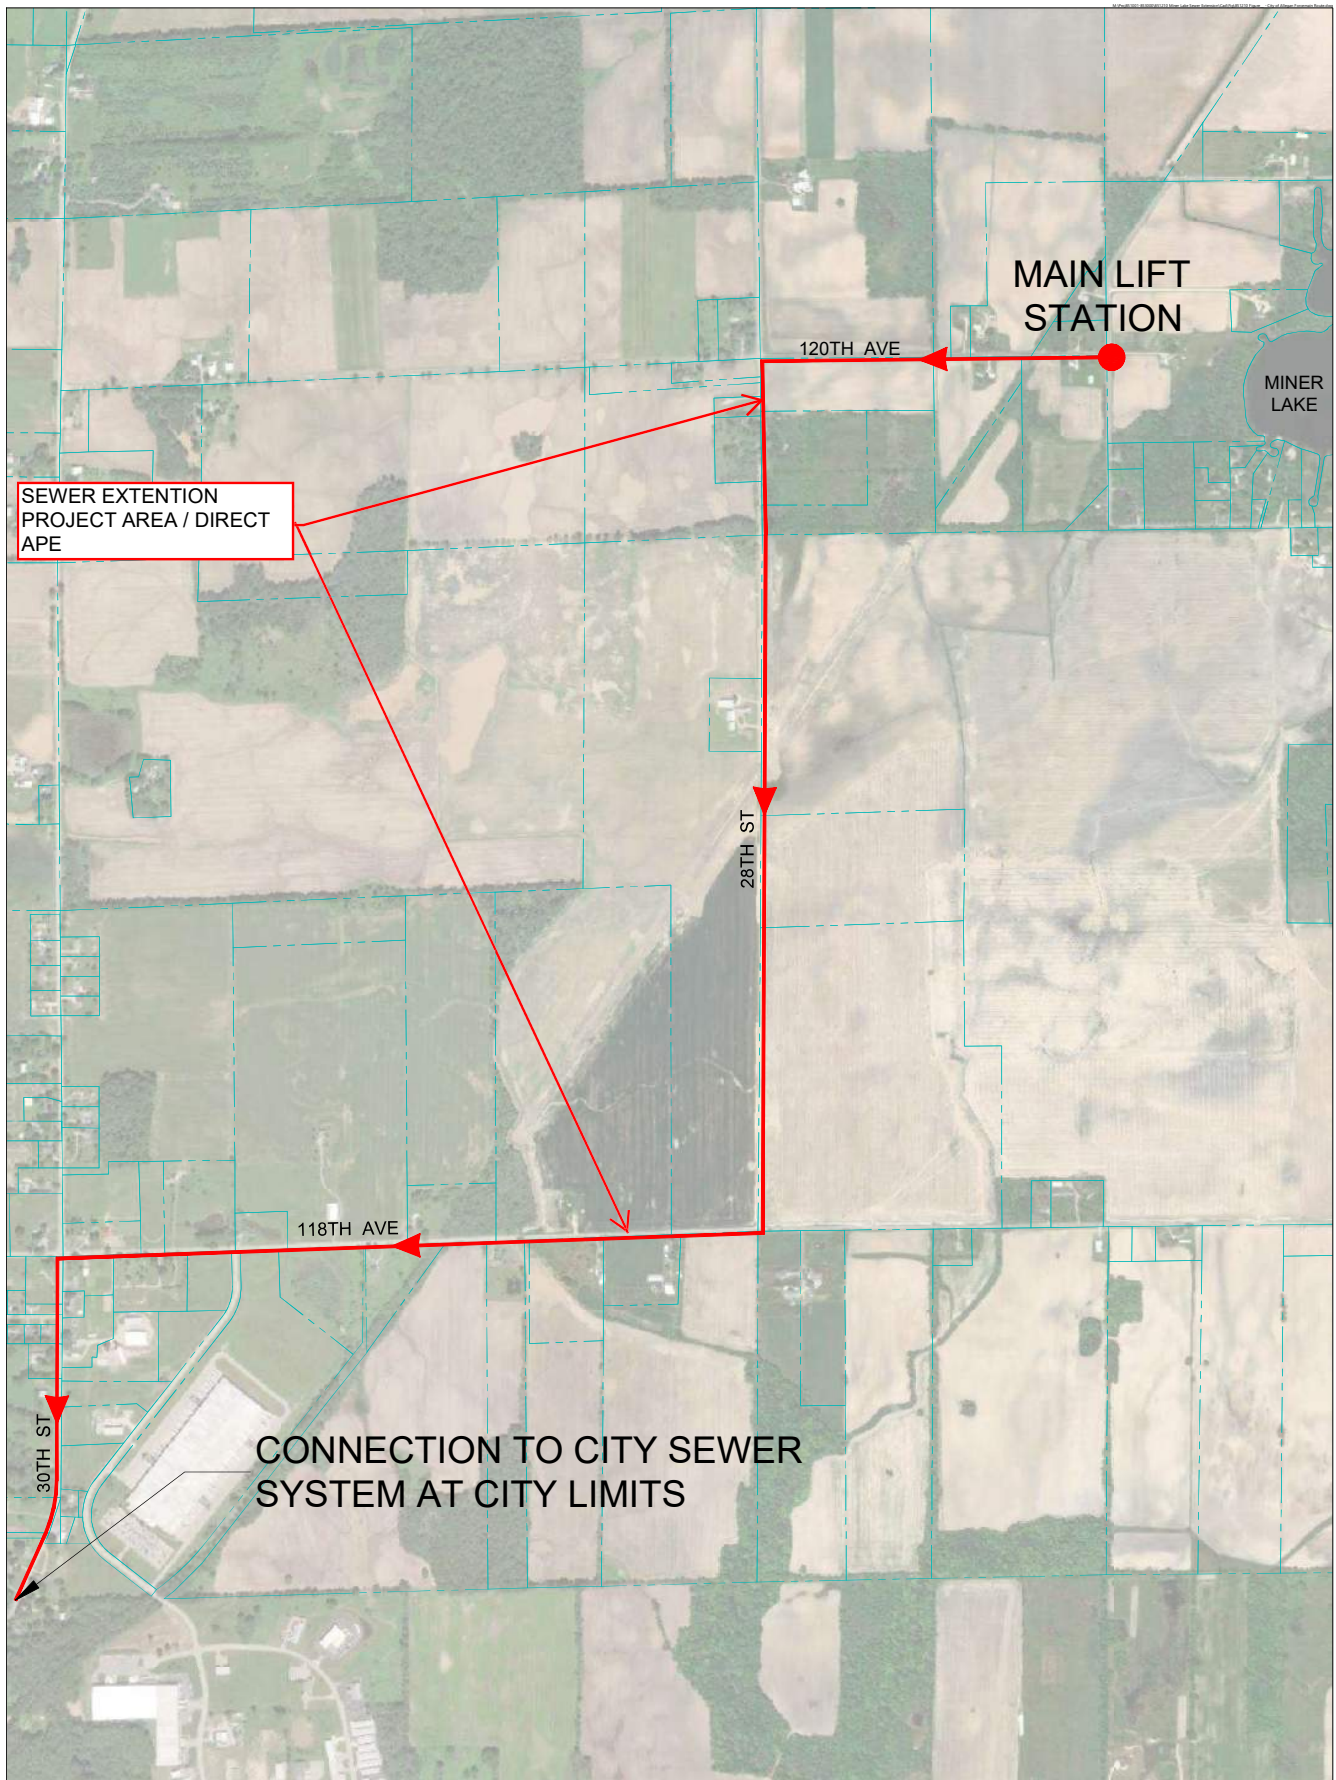 MAIN LIFT
STATION
120TH AVE
MINER
LAKE
SEWER EXTENTION
PROJECT AREA / DIRECT
APE
28TH ST
118TH AVE
30TH ST
CONNECTION TO CITY SEWER
SYSTEM AT CITY LIMITS